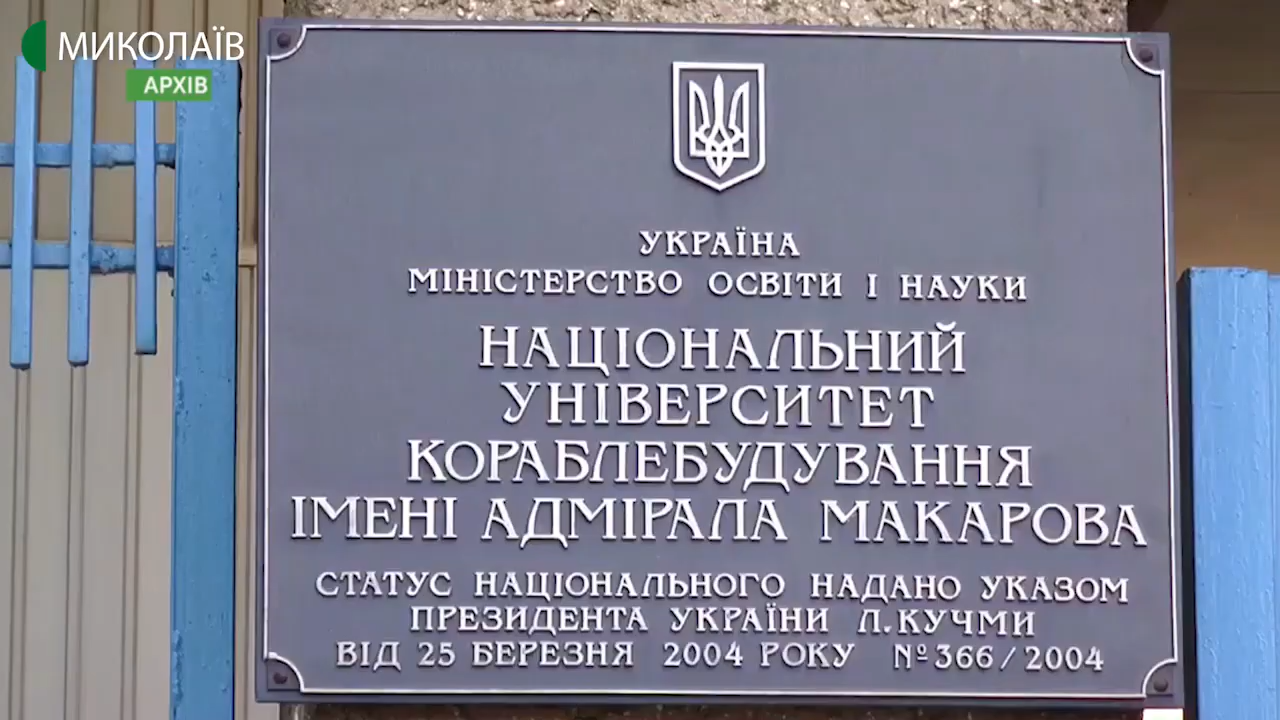 МИКОЛАЇВ
АРХІВ
УКРАЇНА
МІНІСТЕРСТВО ОСВІТИ І НАУКИ
НАЦІОНАЛЬНИЙ
УНІВЕРСИТЕТ
КОРАБЛЕБУДУВАННЯ
ІМЕНІ АДМІРАЛА МАКАРОВА
СТАТУС НАЦІОНАЛЬНОГО НАДАНО УКАЗОМ
ПРЕЗИДЕНТА УКРАЇНИ Л.КУЧМИ
ВІД 25 БЕРЕЗНЯ 2004 РОКУ №366/2004